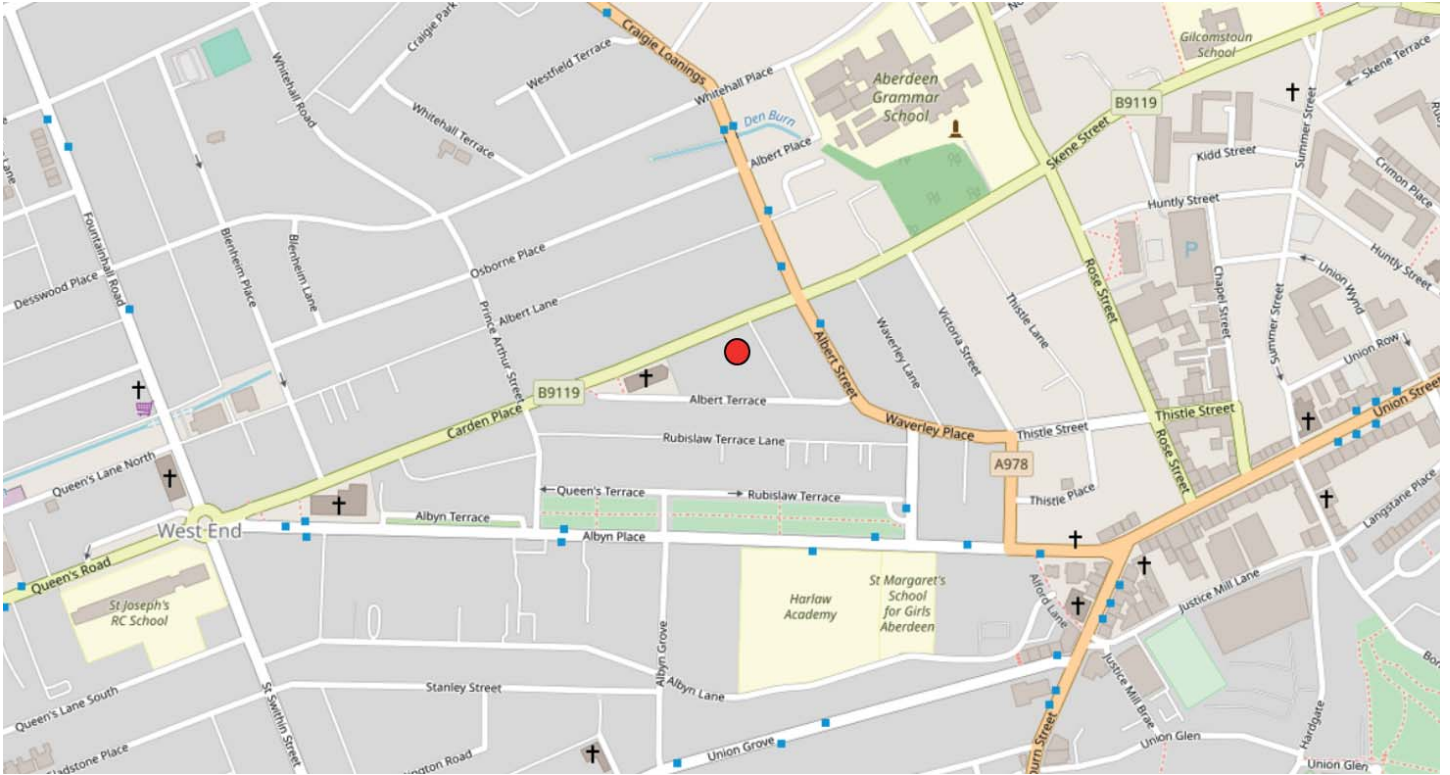 Craigie Park
Craigie Loanings
Gilcomstoun
School
Westfield Terrace
Whitehall Road
Whitehall Place
Aberdeen
Grammar
School
Skene Terrace
B9119
Whitehall Terrace
Den Burn
Albert Place
Skene Street
Summer Street
Kidd Street
Crimon Place
Huntly Street
Fountainhall Road
Blenheim Place
Blenheim Lane
Osborne Place
Desswood Place
Albert Lane
Prince Arthur Street
P
Rose Street
Chapel Street
Union Wynd
Huntly Street
Thistle Lane
Victoria Street
Waverley Lane
Albert Street
Summer Street
Union Row
B9119
Albert Terrace
Carden Place
Waverley Place
Thistle Street
Thistle Street
Union Street
Rubislaw Terrace Lane
Rose Street
A978
Queen's Lane North
Queen's Terrace
Rubislaw Terrace
Thistle Place
Langstane Place
Albyn Terrace
West End
Albyn Place
Queen's Road
St Joseph's
RC School
Harlaw
Academy
St Margaret's
School
for Girls
Aberdeen
Alford Lane
Justice Mill Lane
Albyn Grove
Albyn Lane
Stanley Street
Queen's Lane South
St Swithin Street
Justice Mill Brae
Hardgate
Union Grove
Union Glen
Union Glen